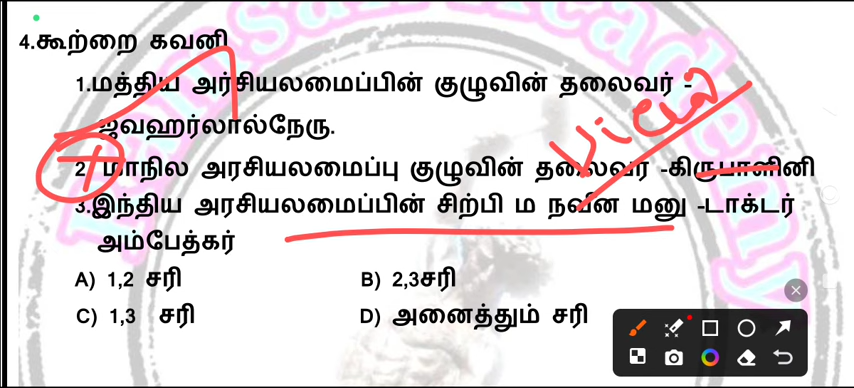 4.கூற்றை கவனி
1.மத்திய அர்சியலமைப்பின் குழுவின் தலைவர் -
ஜவஹர்லால்நேரு.
2 மாநில அரசியலமைப்பு குழுவின் தலைவர் -கிருபாளினி
3.இந்திய அரசியலமைப்பின் சிற்பி ம நவீன மனு -டாக்டர்
அம்பேத்கர்
A) 1,2 சரி
B) 2,3சரி
C) 1,3 சரி
D) அனைத்தும் சரி